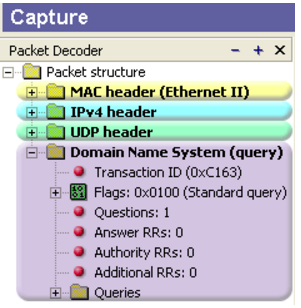 Capture
Packet Decoder
Packet structure
MAC header (Ethernet II)
IPv4 header
UDP header
Domain Name System (query)
Transaction ID (0xC163)
Flags: 0x0100 (Standard query)
Questions: 1
Answer RRs: 0
Authority RRs: 0
Additional RRs: 0
Queries